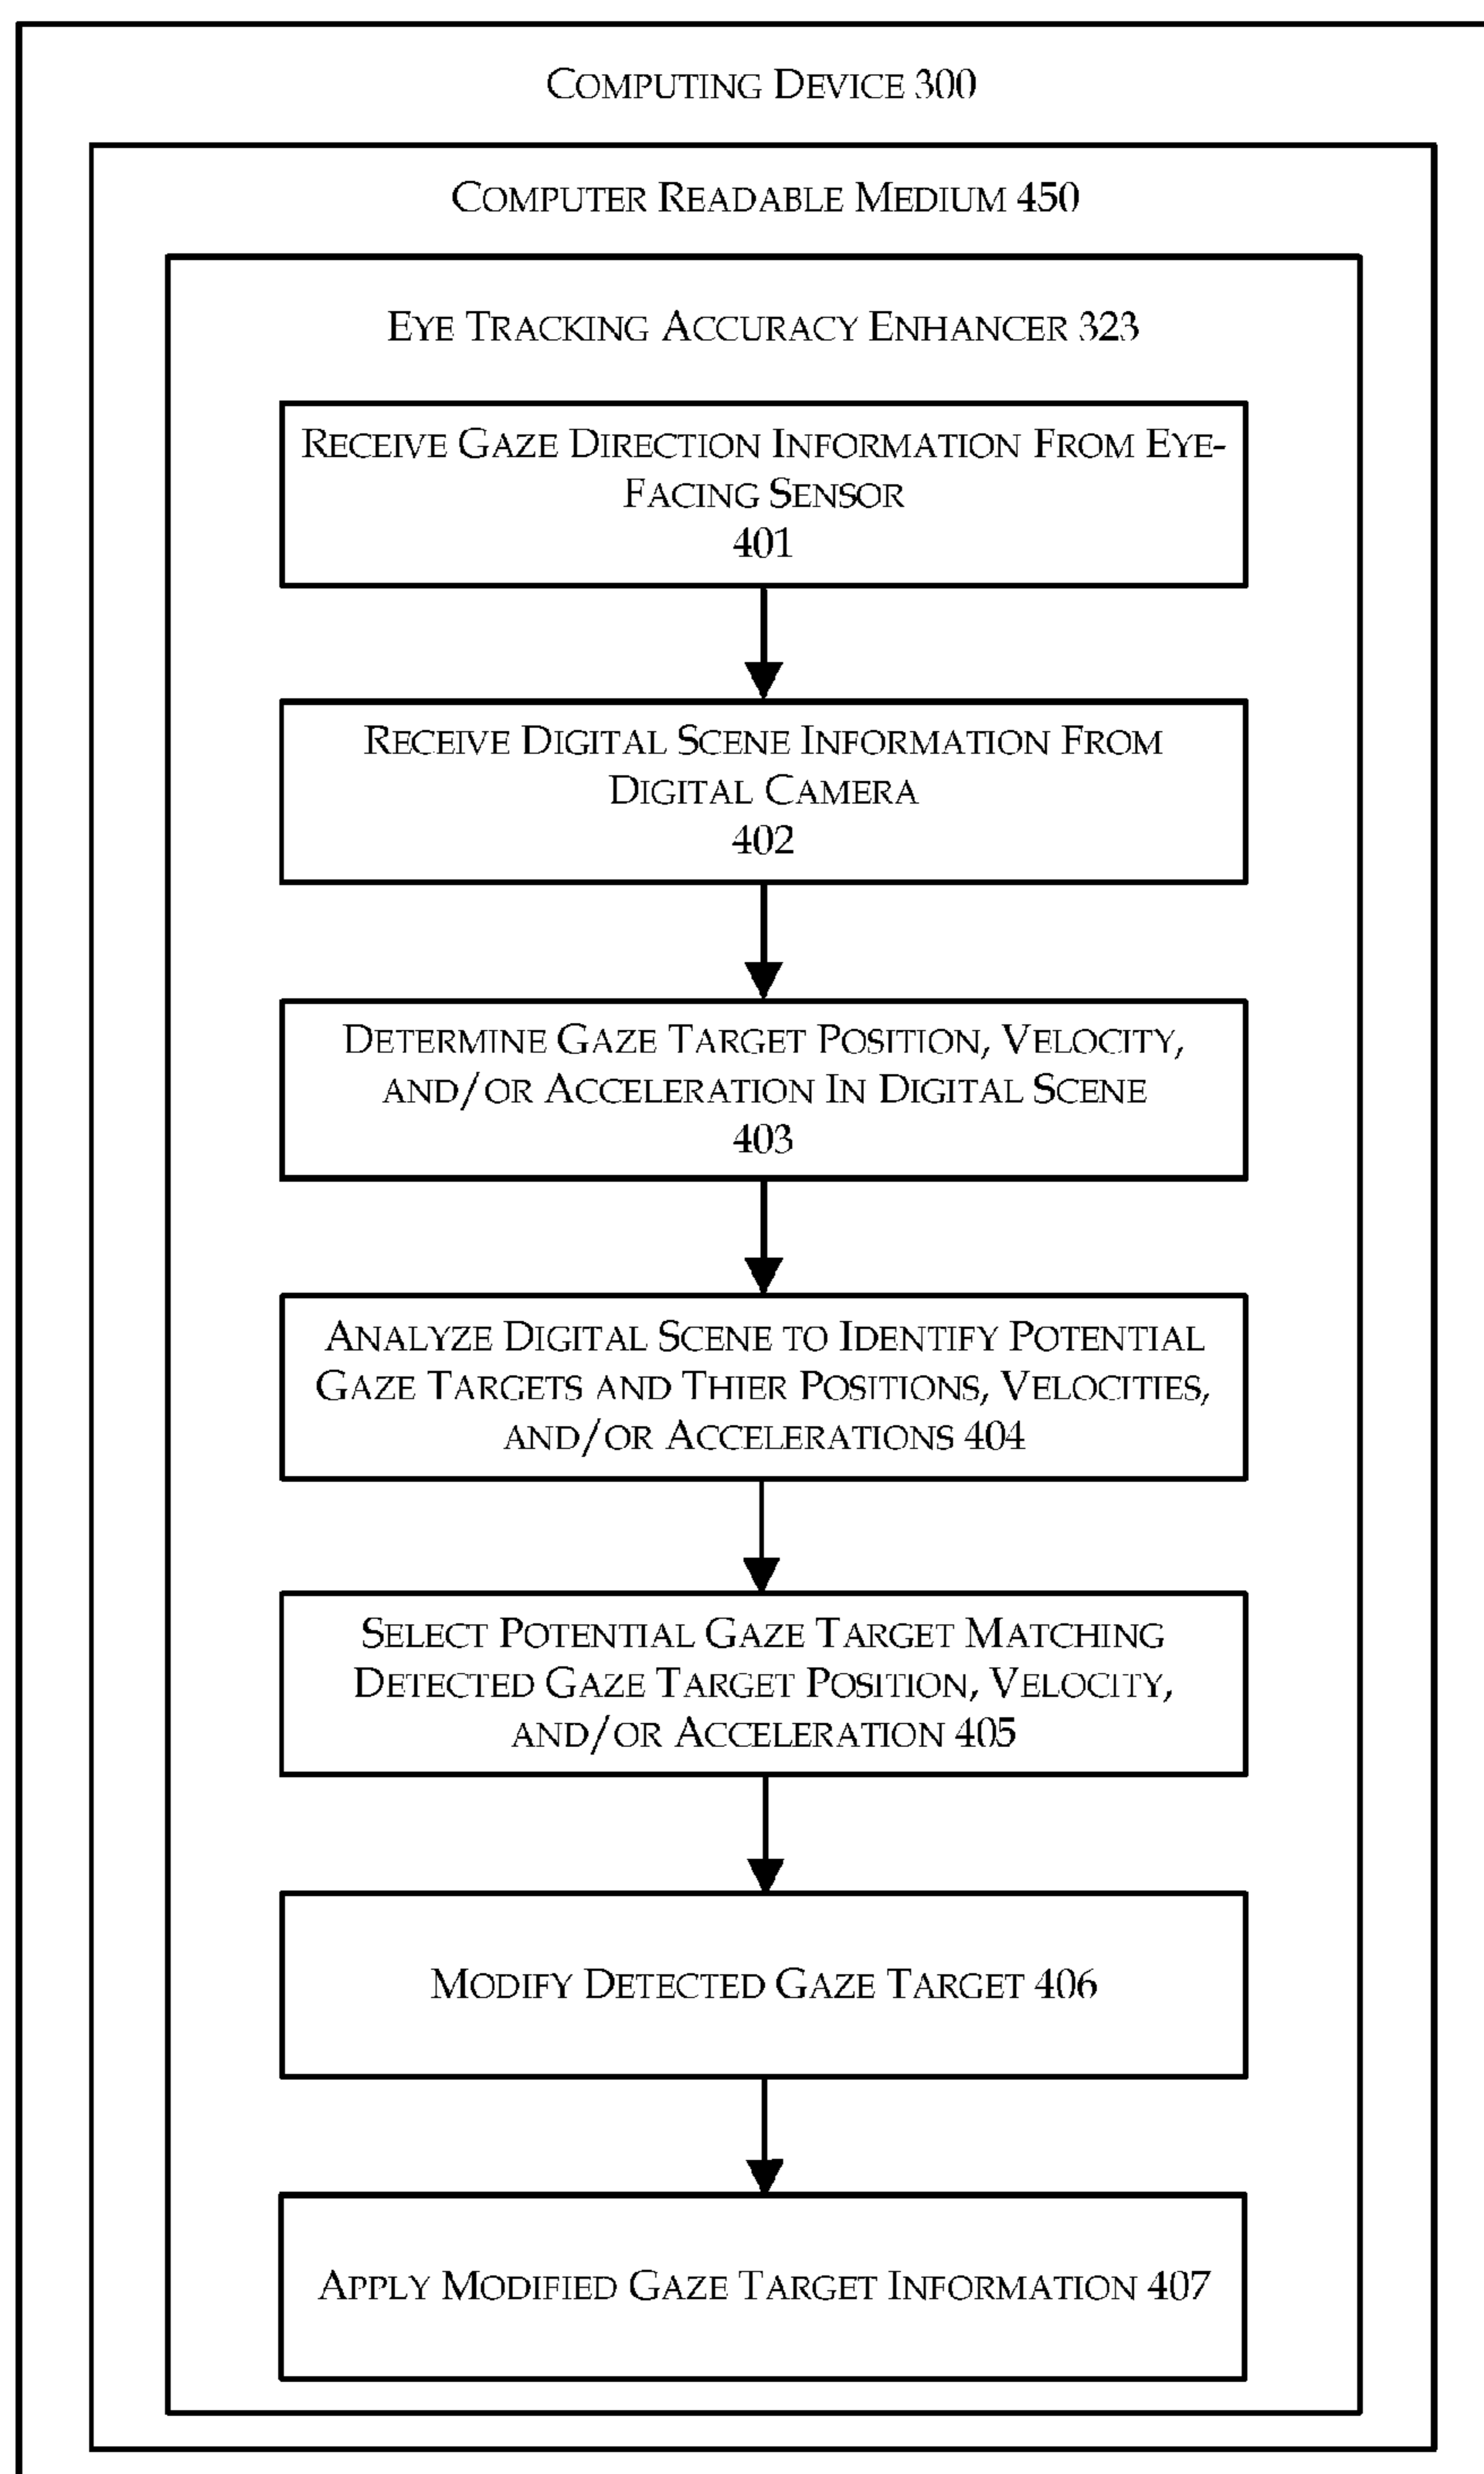 COMPUTING DEVICE 300
COMPUTER READABLE MEDIUM 450
EYE TRACKING ACCURACY ENHANCER 323
RECEIVE GAZE DIRECTION INFORMATION FROM EYE-
FACING SENSOR
401
RECEIVE DIGITAL SCENE INFORMATION FROM
DIGITAL CAMERA
402
DETERMINE GAZE TARGET POSITION, VELOCITY,
AND/OR ACCELERATION IN DIGITAL SCENE
403
ANALYZE DIGITAL SCENE TO IDENTIFY POTENTIAL
GAZE TARGETS AND THIER POSITIONS, VELOCITIES,
AND/OR ACCELERATIONS 404
SELECT POTENTIAL GAZE TARGET MATCHING
DETECTED GAZE TARGET POSITION, VELOCITY,
AND/OR ACCELERATION 405
MODIFY DETECTED GAZE TARGET 406
APPLY MODIFIED GAZE TARGET INFORMATION 407